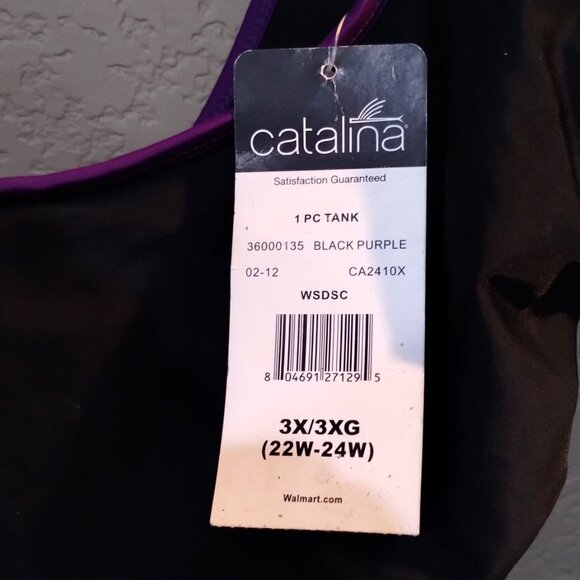 catalina®
Satisfaction Guaranteed
1 PC TANK
36000135 BLACK PURPLE
02-12 CA2410X
WSDSC
8 04691 27129 5
3X/3XG
(22W-24W)
Walmart.com